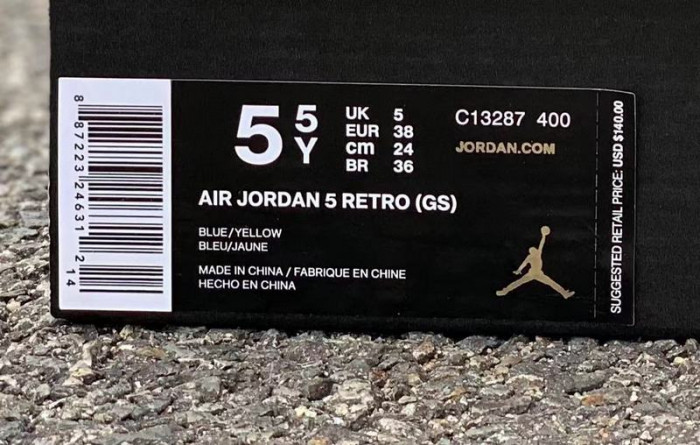 8 87223 24631 2 14
5 5Y
UK 5
EUR 38
cm 24
BR 36
C13287 400
JORDAN.COM
AIR JORDAN 5 RETRO (GS)
BLUE/YELLOW
BLEU/JAUNE
MADE IN CHINA / FABRIQUE EN CHINE
HECHO EN CHINA
SUGGESTED RETAIL PRICE: USD $140.00